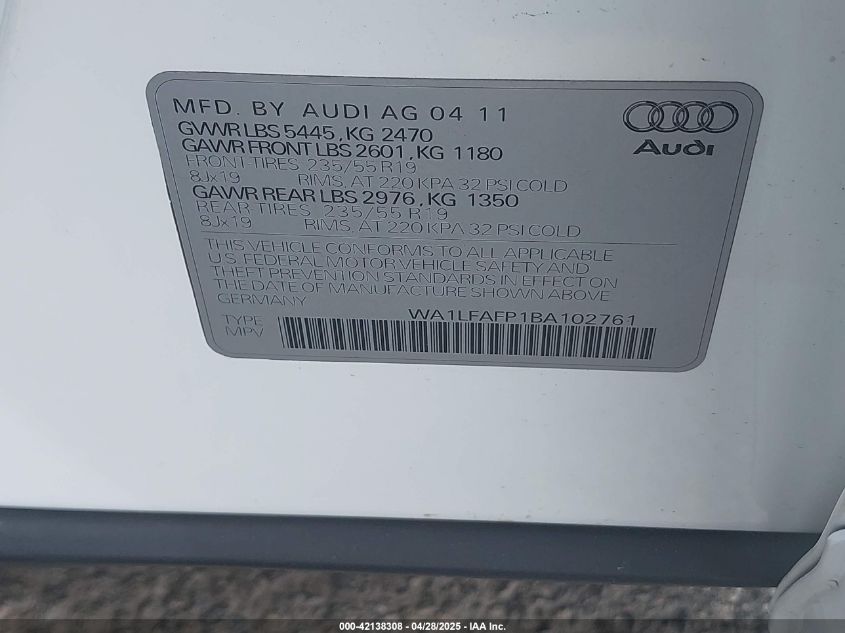 MFD. BY AUDI AG 04 11
GVWR LBS 5445, KG 2470
GAWR FRONT LBS 2601, KG 1180
FRONT TIRES 235/55 R19
8Jx19 RIMS, AT 220 KPA 32 PSI COLD
GAWR REAR LBS 2976, KG 1350
REAR TIRES 235/55 R19
8Jx19 RIMS, AT 220 KPA 32 PSI COLD
Audi
THIS VEHICLE CONFORMS TO ALL APPLICABLE
U.S. FEDERAL MOTOR VEHICLE SAFETY AND
THEFT PREVENTION STANDARDS IN EFFECT ON
THE DATE OF MANUFACTURE SHOWN ABOVE
GERMANY
WA1LFAFP1BA102761
TYPE
MPV
000-42138308 - 04/28/2025 - IAA Inc.